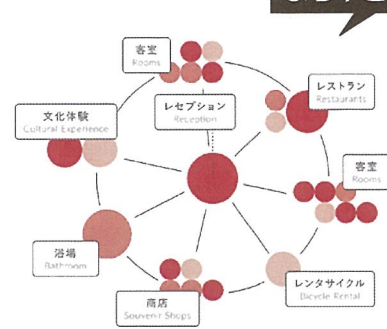 客室
Rooms
レセプション
Reception
レストラン
Restaurants
文化体験
Cultural Experience
客室
Rooms
浴場
Bathroom
商店
Souvenir Shops
レンタサイクル
Bicycle Rental